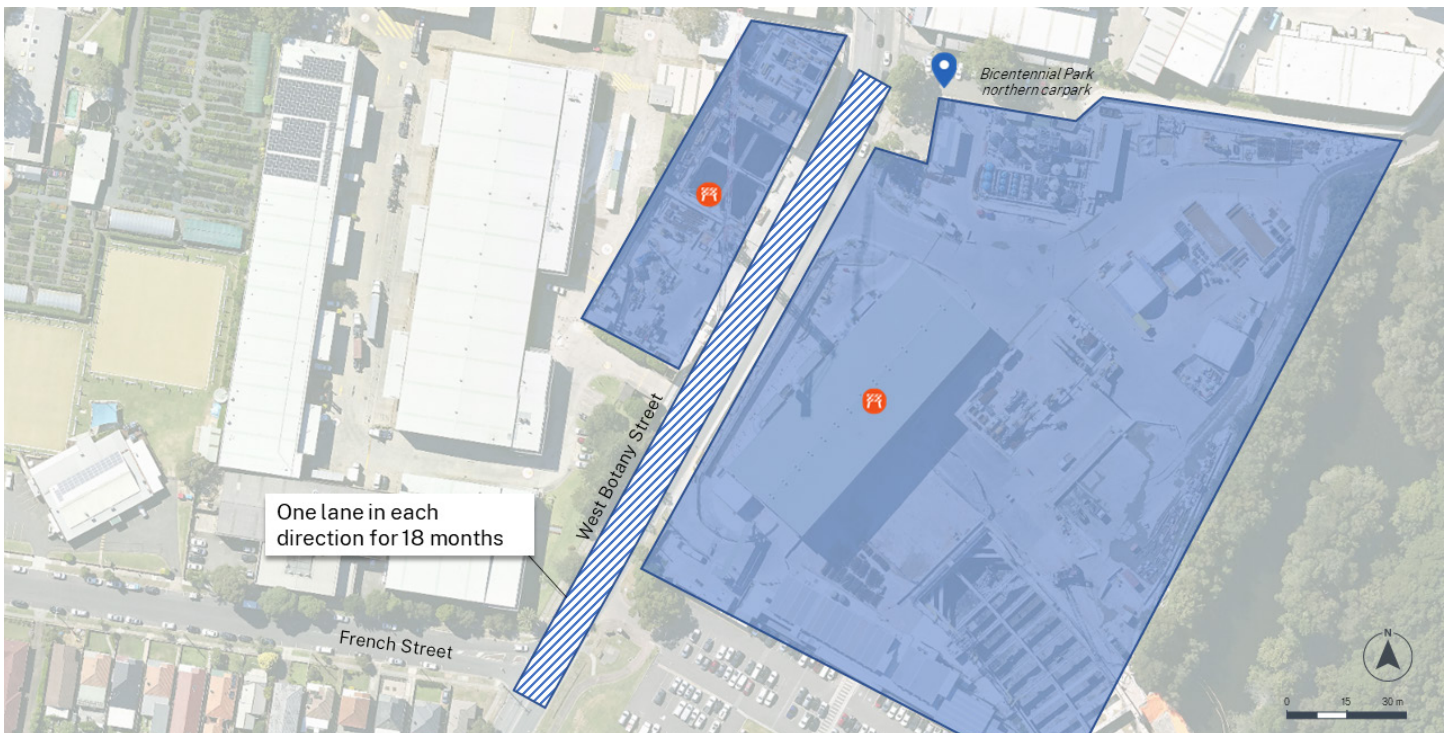 Bicentennial Park
northern carpark
West Botany Street
One lane in each
direction for 18 months
French Street
N
0 15 30 m